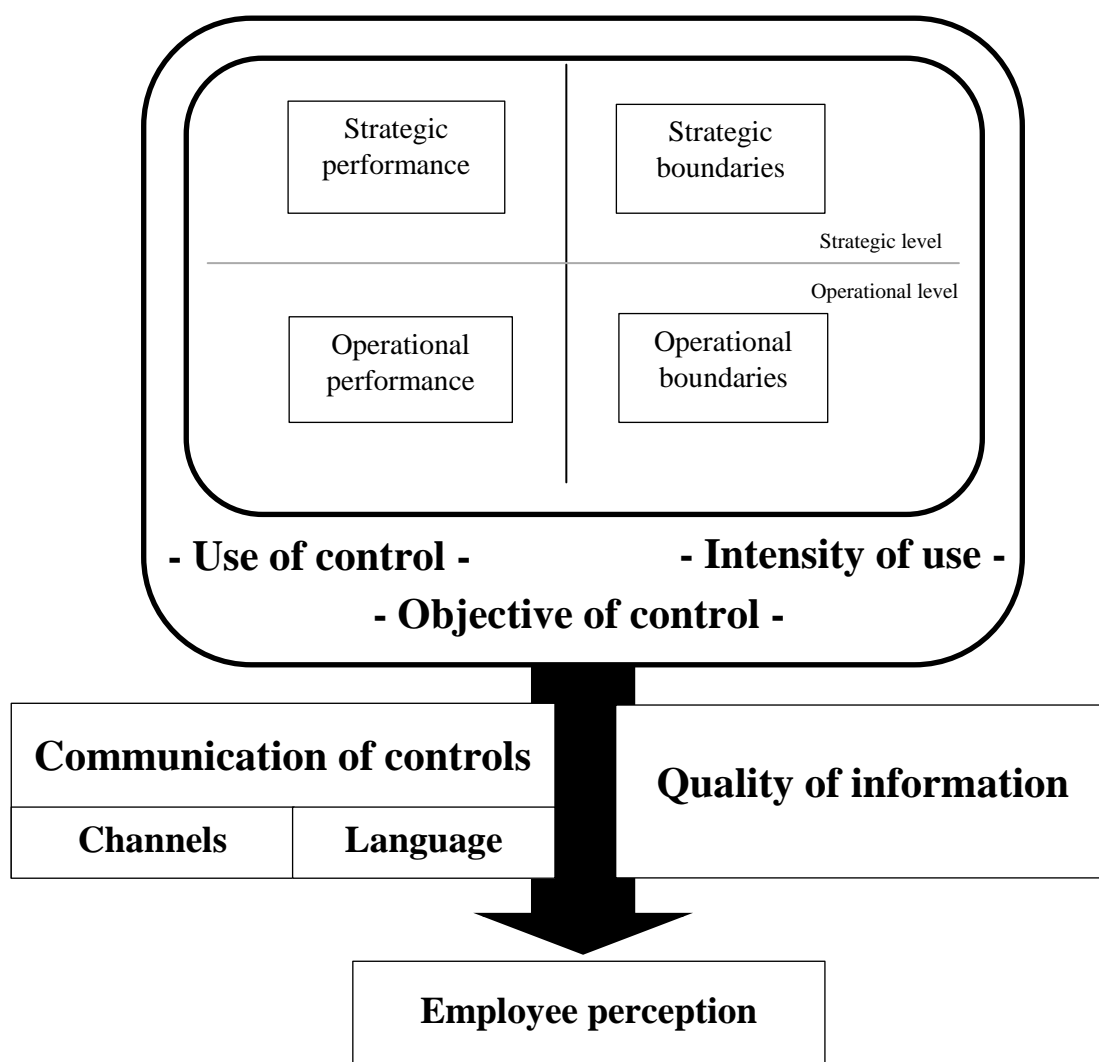 Strategic
performance
Strategic
boundaries
Strategic level
Operational level
Operational
performance
Operational
boundaries
- Use of control -
- Intensity of use -
- Objective of control -
Communication of controls
Quality of information
Channels
Language
Employee perception